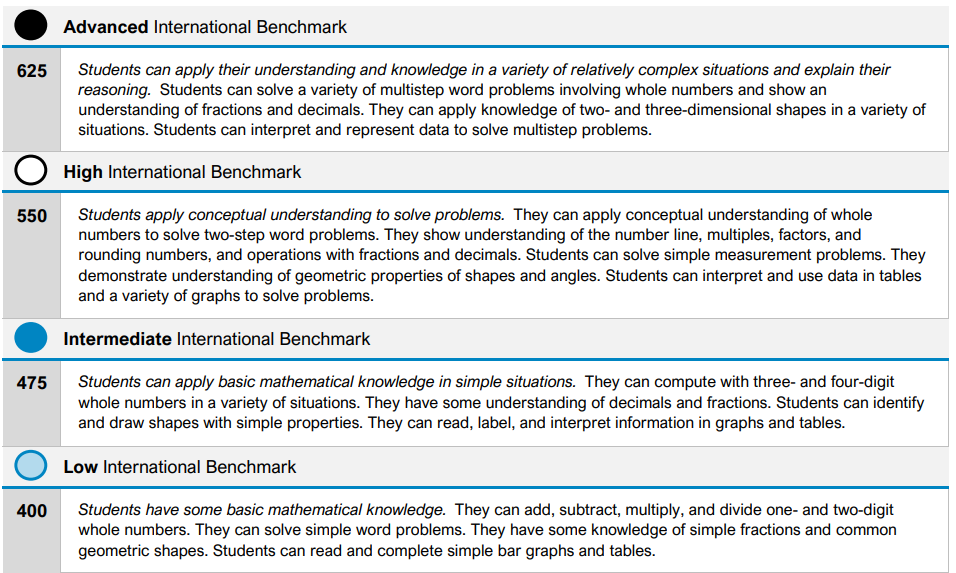 Advanced International Benchmark
625
Students can apply their understanding and knowledge in a variety of relatively complex situations and explain their
reasoning. Students can solve a variety of multistep word problems involving whole numbers and show an
understanding of fractions and decimals. They can apply knowledge of two- and three-dimensional shapes in a variety of
situations. Students can interpret and represent data to solve multistep problems.
High International Benchmark
550
Students apply conceptual understanding to solve problems. They can apply conceptual understanding of whole
numbers to solve two-step word problems. They show understanding of the number line, multiples, factors, and
rounding numbers, and operations with fractions and decimals. Students can solve simple measurement problems. They
demonstrate understanding of geometric properties of shapes and angles. Students can interpret and use data in tables
and a variety of graphs to solve problems.
Intermediate International Benchmark
475
Students can apply basic mathematical knowledge in simple situations. They can compute with three- and four-digit
whole numbers in a variety of situations. They have some understanding of decimals and fractions. Students can identify
and draw shapes with simple properties. They can read, label, and interpret information in graphs and tables.
Low International Benchmark
400
Students have some basic mathematical knowledge. They can add, subtract, multiply, and divide one- and two-digit
whole numbers. They can solve simple word problems. They have some knowledge of simple fractions and common
geometric shapes. Students can read and complete simple bar graphs and tables.